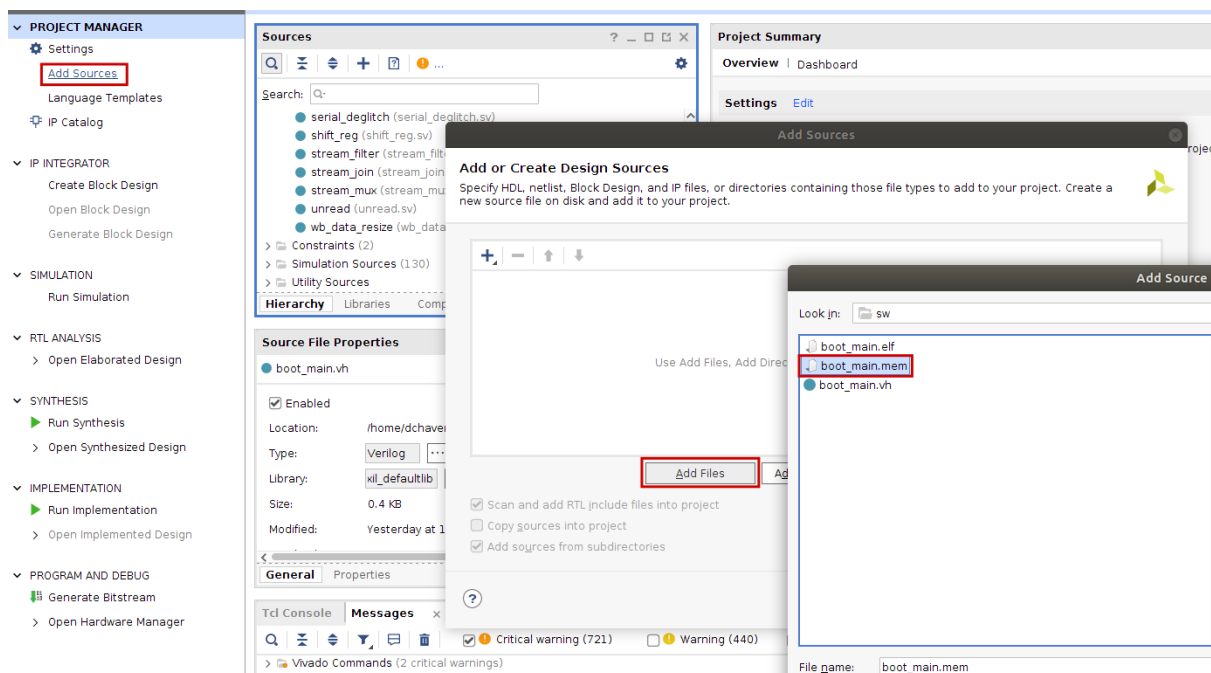 PROJECT MANAGER
Settings
Add Sources
Language Templates
IP Catalog
IP INTEGRATOR
Create Block Design
Open Block Design
Generate Block Design
SIMULATION
Run Simulation
RTL ANALYSIS
Open Elaborated Design
SYNTHESIS
Run Synthesis
Open Synthesized Design
IMPLEMENTATION
Run Implementation
Open Implemented Design
PROGRAM AND DEBUG
Generate Bitstream
Open Hardware Manager
Sources
? _
Search: Q-
serial_deglitch (serial_deglitch.sv)
shift_reg (shift_reg.sv)
stream_filter (stream_filt
stream_join (stream_join
stream_mux (stream_mu
unread (unread.sv)
wb_data_resize (wb_data
Constraints (2)
Simulation Sources (130)
Utility Sources
Hierarchy Libraries Comp
Source File Properties
boot_main.vh
Enabled
Location: /home/dchaver
Type: Verilog ...
Library: xil_defaultlib
Size: 0.4 KB
Modified: Yesterday at 1
General Properties
Tcl Console Messages ×
Critical warning (721) Warning (440)
Vivado Commands (2 critical warnings)
Project Summary
Overview | Dashboard
Settings Edit
rojec
Add Sources
Add or Create Design Sources
Specify HDL, netlist, Block Design, and IP files, or directories containing those file types to add to your project. Create a
new source file on disk and add it to your project.
Use Add Files, Add Direc
Add Files Ad
Scan and add RTL include files into project
Copy sources into project
Add sources from subdirectories
?
Add Source
Look in: sw
boot_main.elf
boot_main.mem
boot_main.vh
File name: boot_main.mem